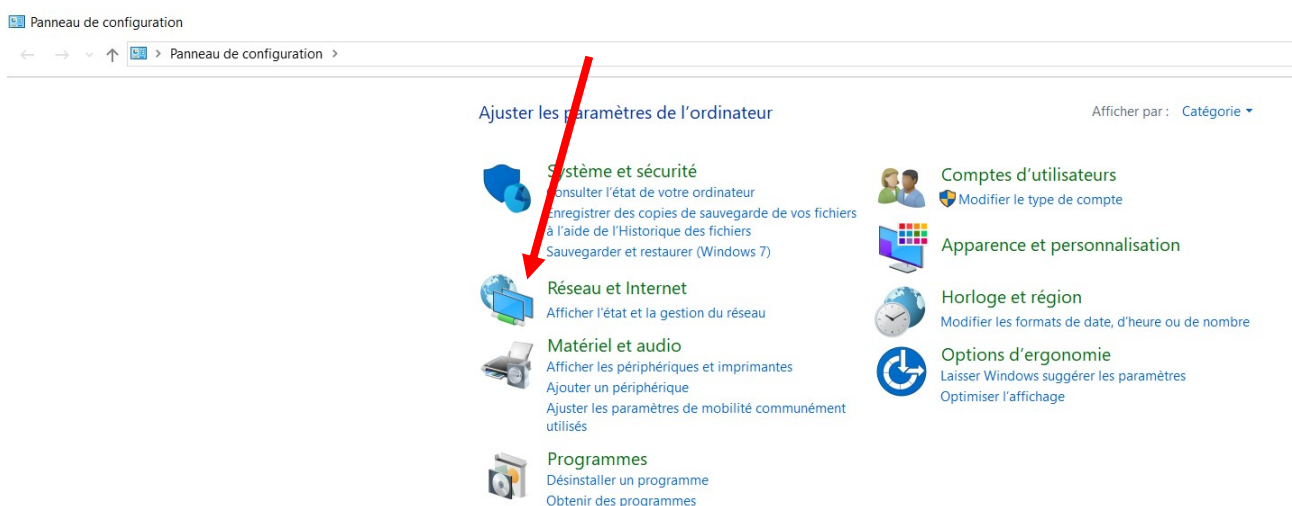 Panneau de configuration
Panneau de configuration
Ajuster les paramètres de l'ordinateur
Afficher par : Catégorie
Système et sécurité
Consulter l'état de votre ordinateur
Enregistrer des copies de sauvegarde de vos fichiers
à l'aide de l'Historique des fichiers
Sauvegarder et restaurer (Windows 7)
Réseau et Internet
Afficher l'état et la gestion du réseau
Matériel et audio
Afficher les périphériques et imprimantes
Ajouter un périphérique
Ajuster les paramètres de mobilité communément
utilisés
Programmes
Désinstaller un programme
Obtenir des programmes
Comptes d'utilisateurs
Modifier le type de compte
Apparence et personnalisation
Horloge et région
Modifier les formats de date, d'heure ou de nombre
Options d'ergonomie
Laisser Windows suggérer les paramètres
Optimiser l'affichage